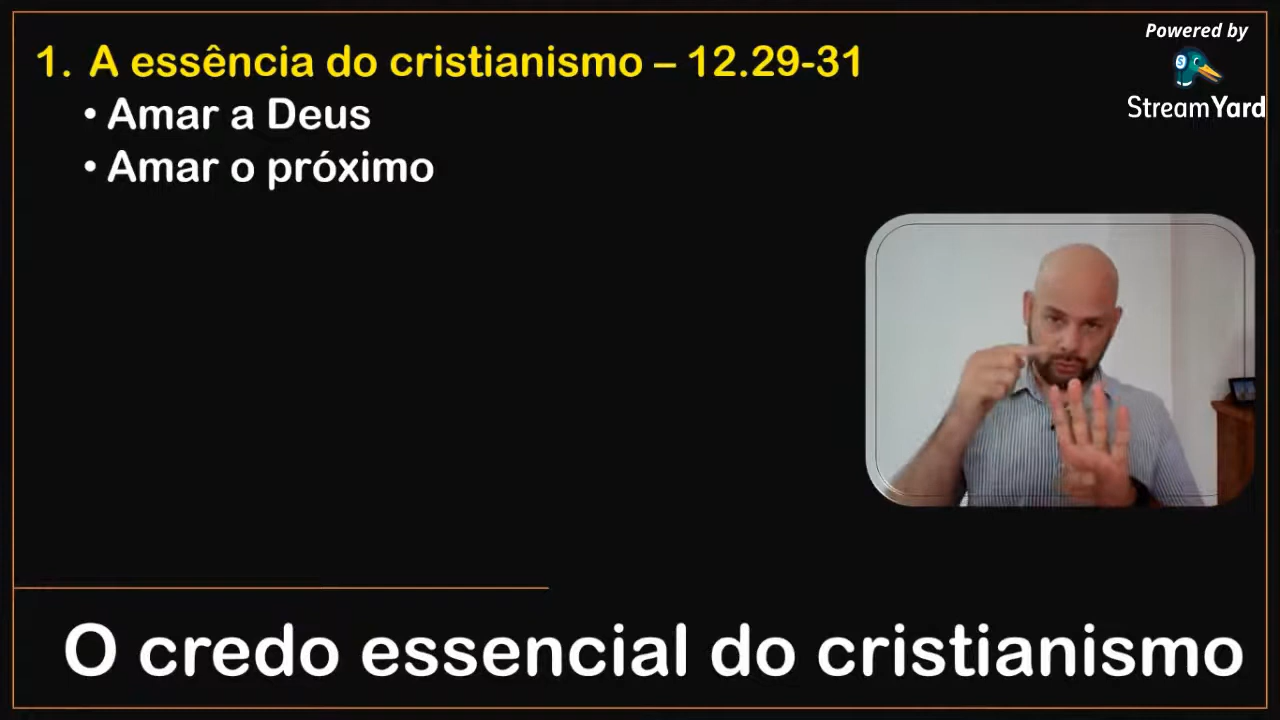 1. A essência do cristianismo – 12.29-31
• Amar a Deus
• Amar o próximo
Powered by
StreamYard
O credo essencial do cristianismo